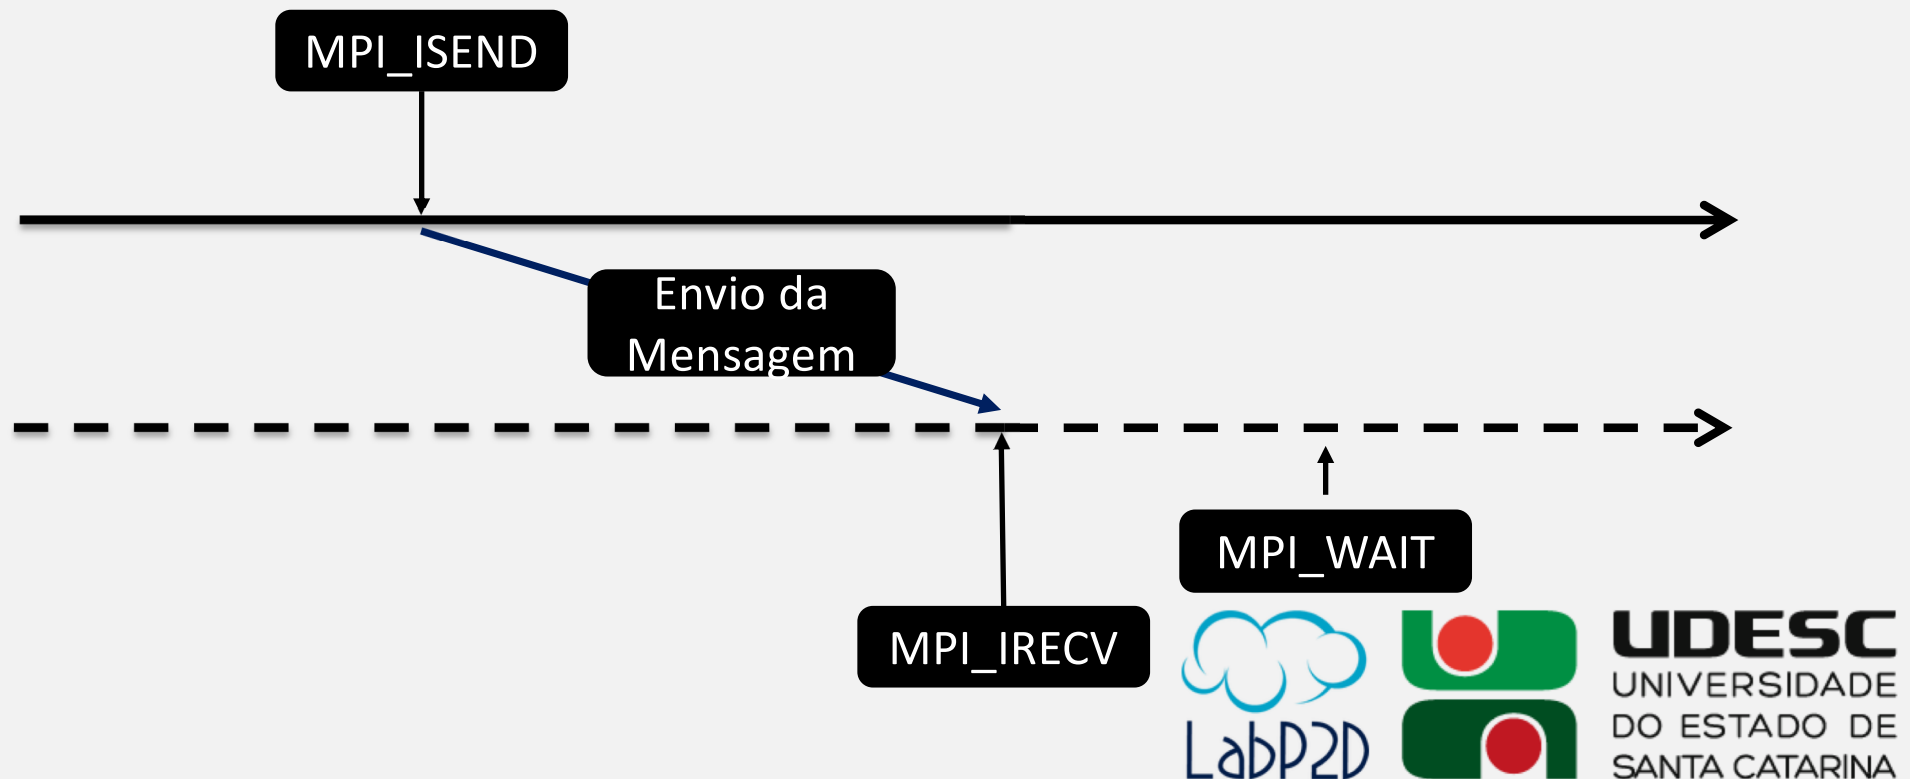 MPI_ISEND
Envio da
Mensagem
MPI_WAIT
MPI_IRECV
LabP2D
UDESC
UNIVERSIDADE
DO ESTADO DE
SANTA CATARINA